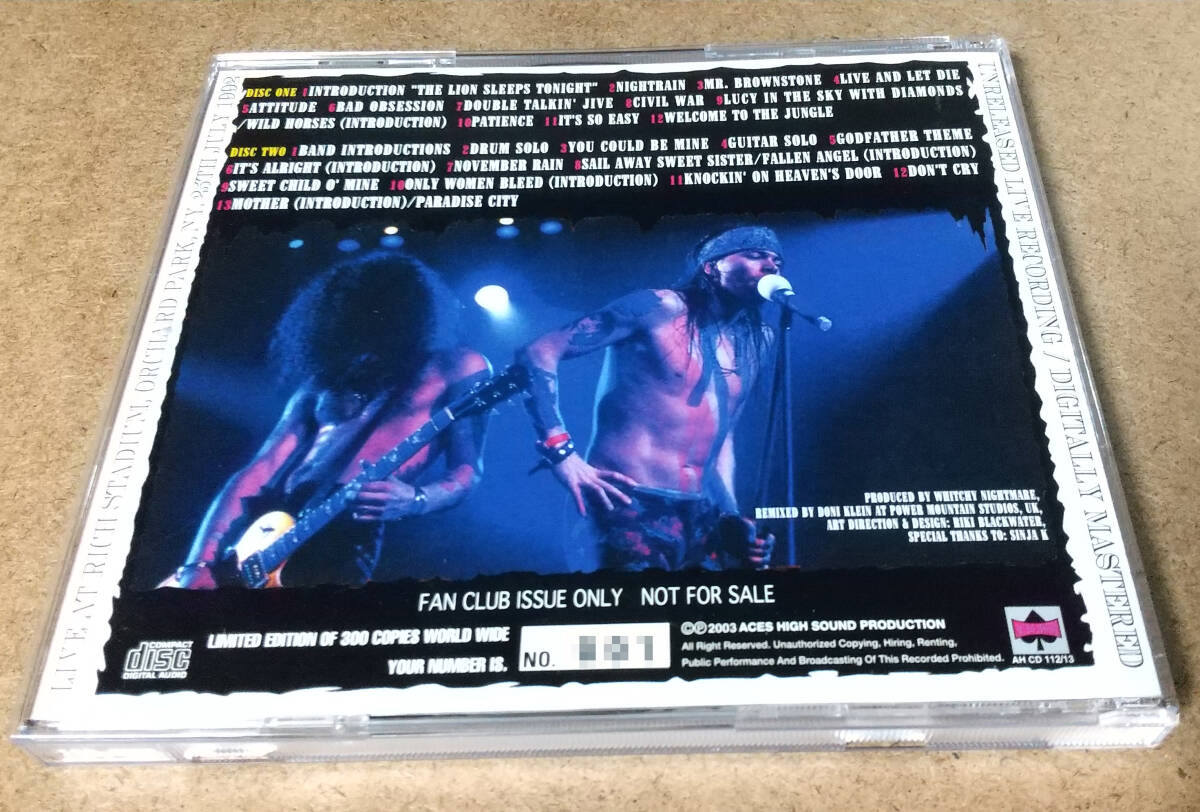 DISC ONE 1INTRODUCTION "THE LION SLEEPS TONIGHT" 2NIGHTRAIN 3MR. BROWNSTONE 4LIVE AND LET DIE
5ATTITUDE 6BAD OBSESSION 7DOUBLE TALKIN' JIVE 8CIVIL WAR 9LUCY IN THE SKY WITH DIAMONDS
/WILD HORSES (INTRODUCTION) 10PATIENCE 11IT'S SO EASY 12WELCOME TO THE JUNGLE
DISC TWO 1BAND INTRODUCTIONS 2DRUM SOLO 3YOU COULD BE MINE 4GUITAR SOLO 5GODFATHER THEME
6IT'S ALRIGHT (INTRODUCTION) 7NOVEMBER RAIN 8SAIL AWAY SWEET SISTER/FALLEN ANGEL (INTRODUCTION)
9SWEET CHILD O' MINE 10ONLY WOMEN BLEED (INTRODUCTION) 11KNOCKIN' ON HEAVEN'S DOOR 12DON'T CRY
13MOTHER (INTRODUCTION)/PARADISE CITY
LIVE AT RICH STADIUM, ORCHARD PARK, NY. 25TH JULY 1992
UNRELEASED LIVE RECORDING / DIGITALLY MASTERED
PRODUCED BY WHITCHY NIGHTMARE,
REMIXED BY DONI KLEIN AT POWER MOUNTAIN STUDIOS, UK,
ART DIRECTION & DESIGN: RIKI BLACKWATER,
SPECIAL THANKS TO: SINJA K
FAN CLUB ISSUE ONLY NOT FOR SALE
COMPACT
disc
DIGITAL AUDIO
LIMITED EDITION OF 300 COPIES WORLD WIDE
YOUR NUMBER IS.
NO.
©℗2003 ACES HIGH SOUND PRODUCTION
All Right Reserved. Unauthorized Copying, Hiring, Renting,
Public Performance And Broadcasting Of This Recorded Prohibited.
AH CD 112/13